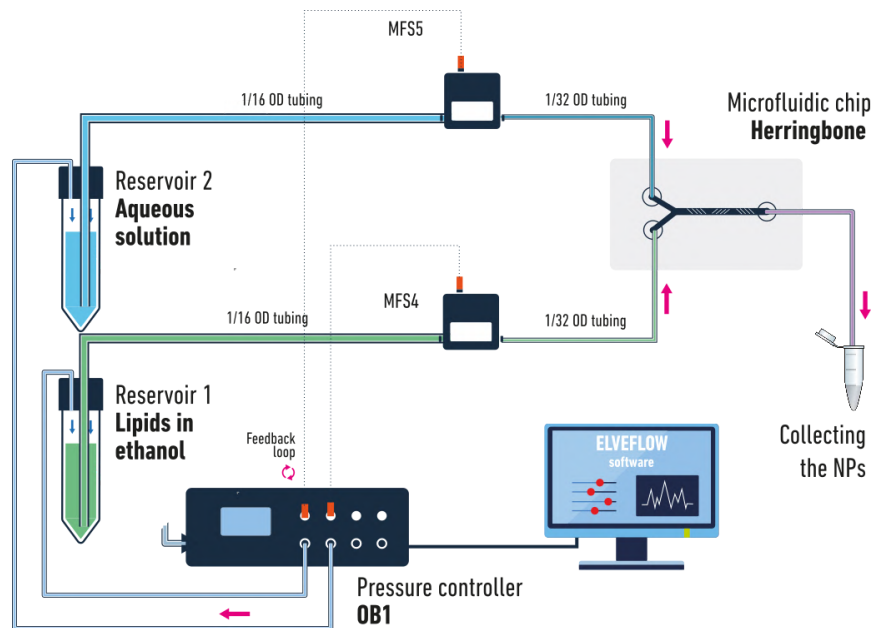 MFS5
1/16 OD tubing
1/32 OD tubing
Microfluidic chip
Herringbone
Reservoir 2
Aqueous
solution
MFS4
1/16 OD tubing
1/32 OD tubing
Reservoir 1
Lipids in
ethanol
Feedback
loop
ELVEFLOW
software
Collecting
the NPs
Pressure controller
OB1